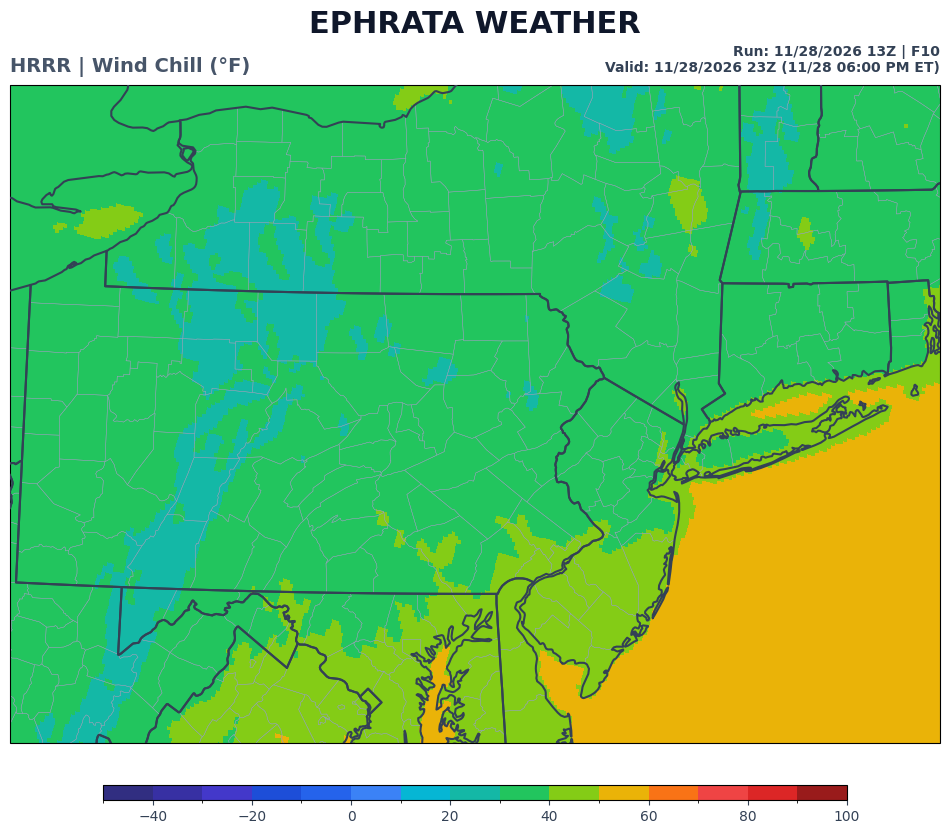 EPHRATA WEATHER
HRRR | Wind Chill (°F)
Run: 11/28/2026 13Z | F10
Valid: 11/28/2026 23Z (11/28 06:00 PM ET)
−40 −20 0 20 40 60 80 100